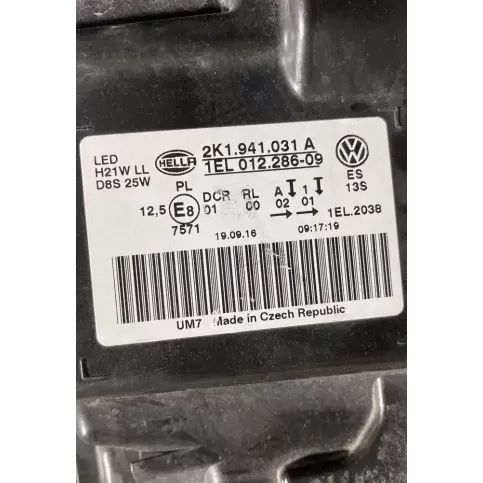 LED
H21W LL
D8S 25W
HELLA
2K1.941.031 A
1EL 012.286-09
VW
ES
13S
PL
DCR RL A 1
12,5 E8 01 00 02 01
7571
1EL.2038
19.09.16
09:17:19
UM7 Made in Czech Republic